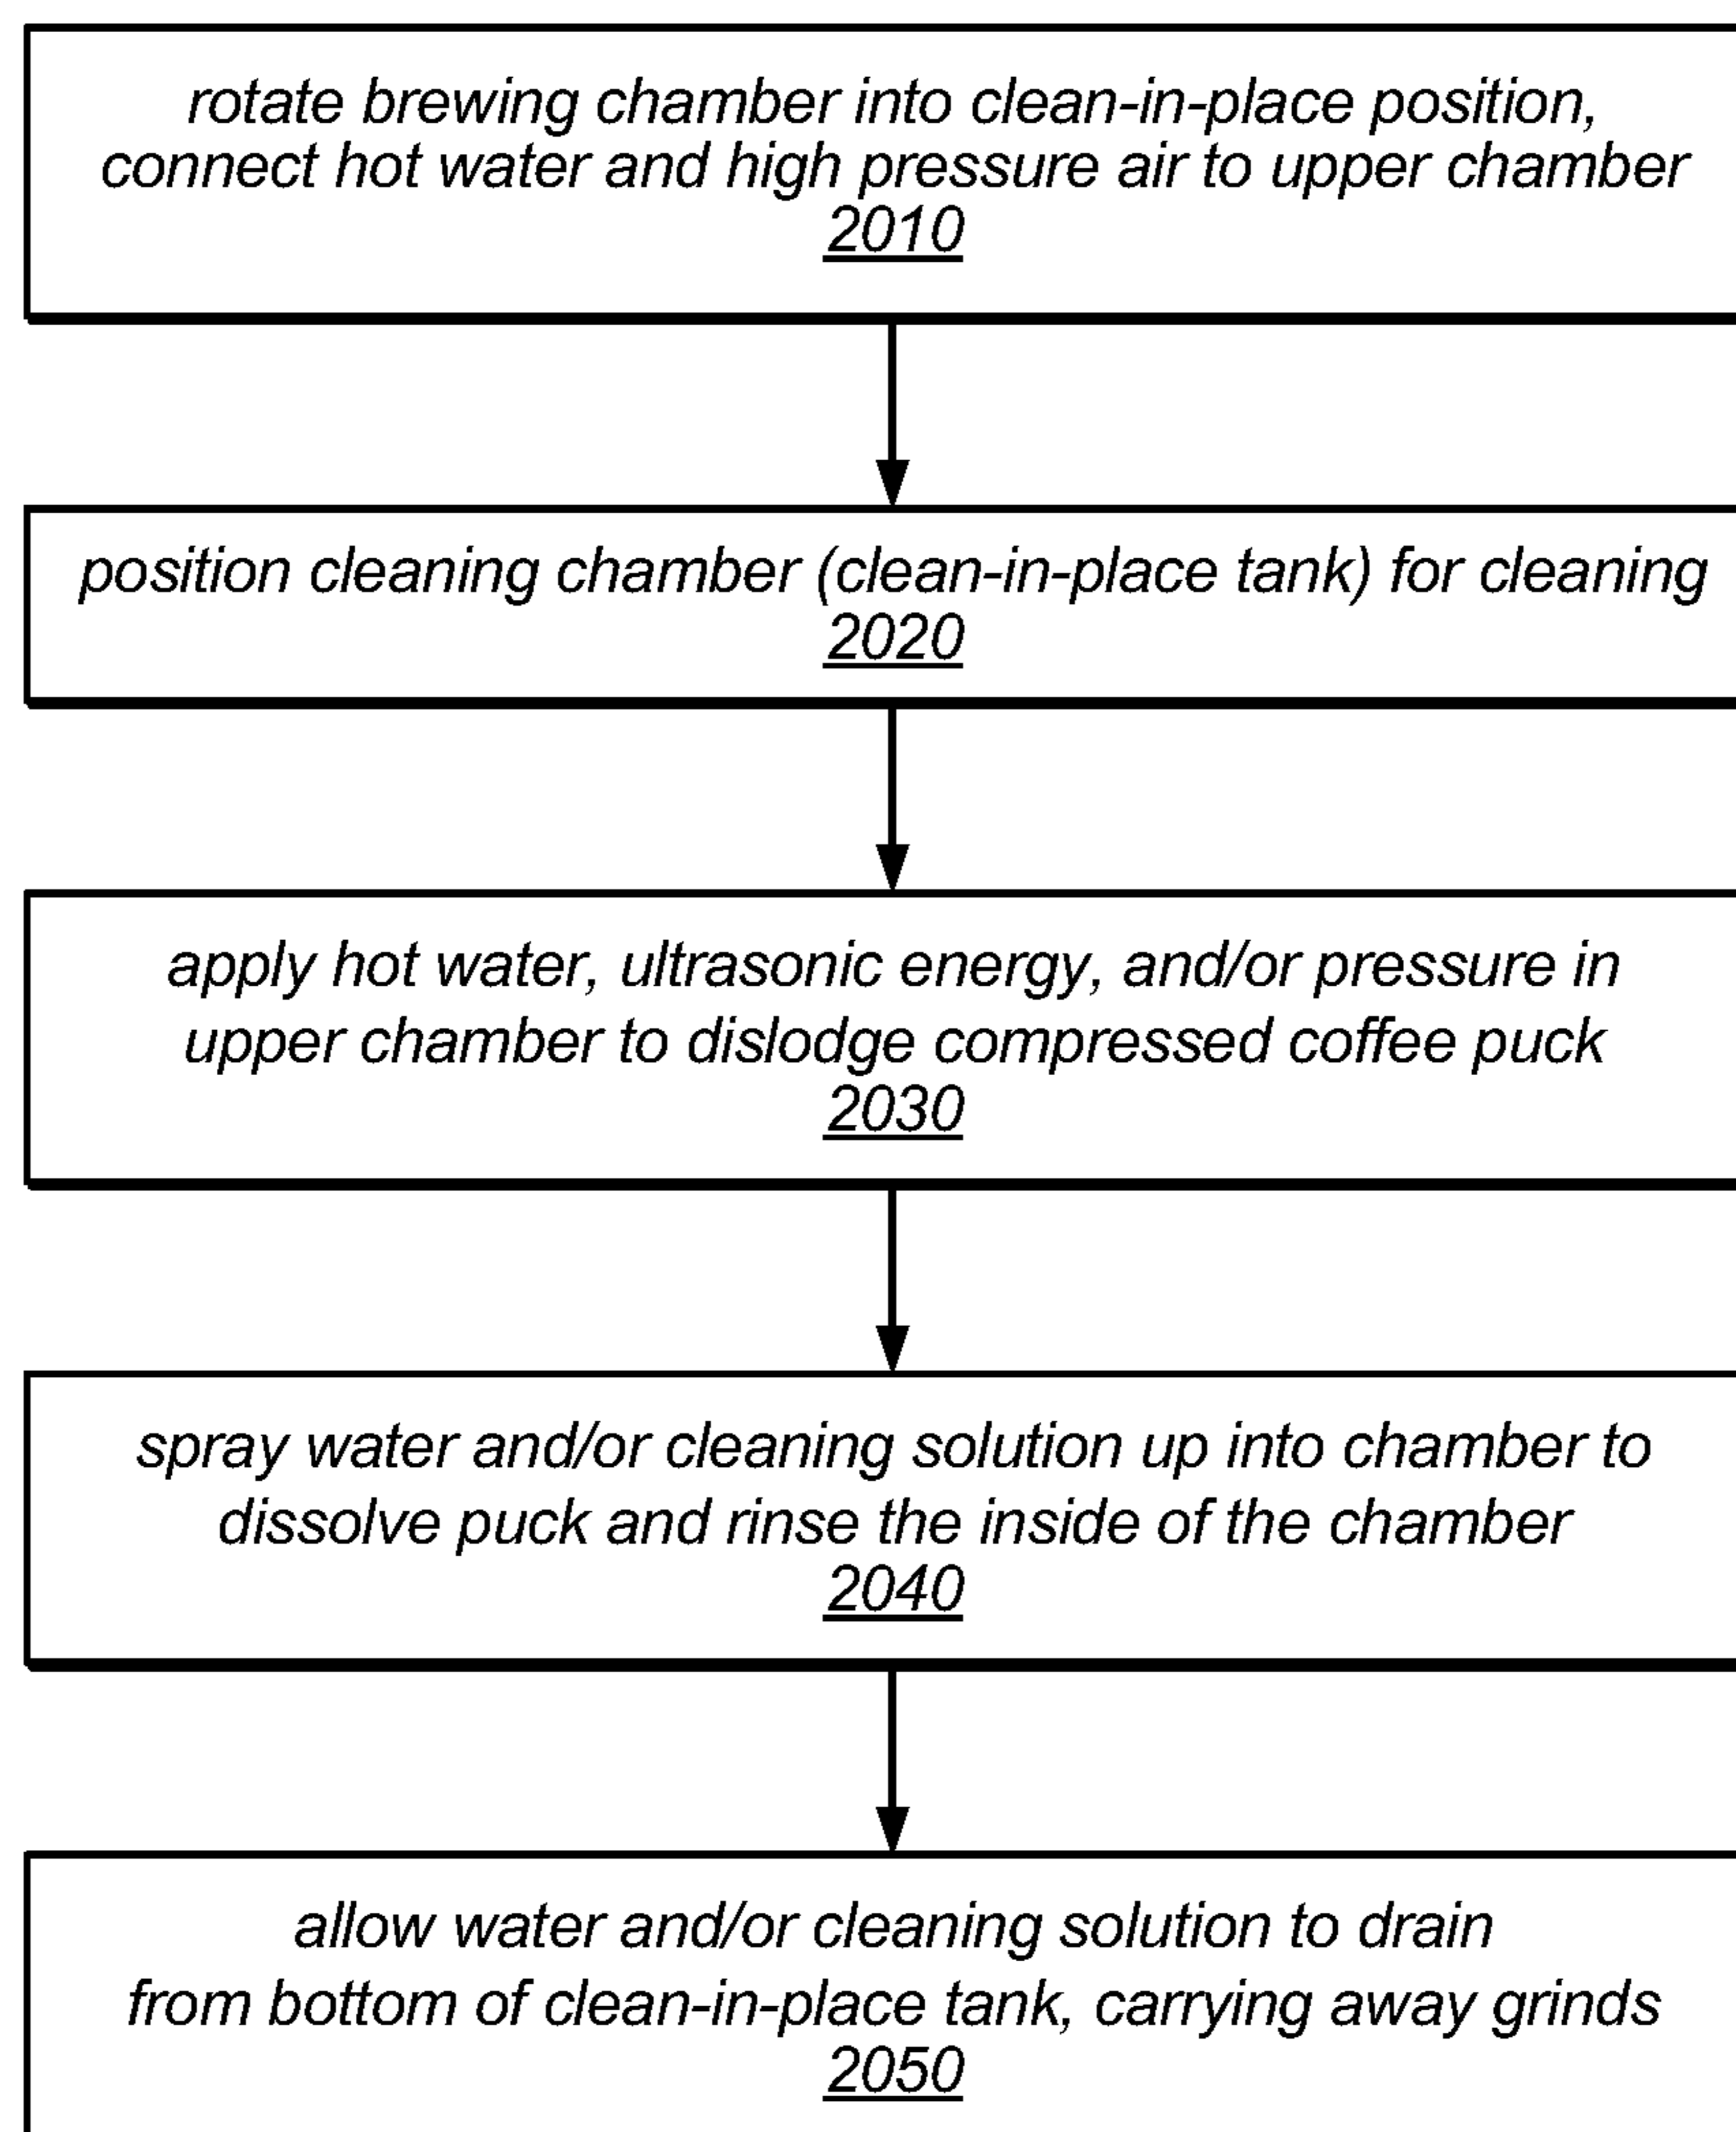 rotate brewing chamber into clean-in-place position,
connect hot water and high pressure air to upper chamber
2010
position cleaning chamber (clean-in-place tank) for cleaning
2020
apply hot water, ultrasonic energy, and/or pressure in
upper chamber to dislodge compressed coffee puck
2030
spray water and/or cleaning solution up into chamber to
dissolve puck and rinse the inside of the chamber
2040
allow water and/or cleaning solution to drain
from bottom of clean-in-place tank, carrying away grinds
2050